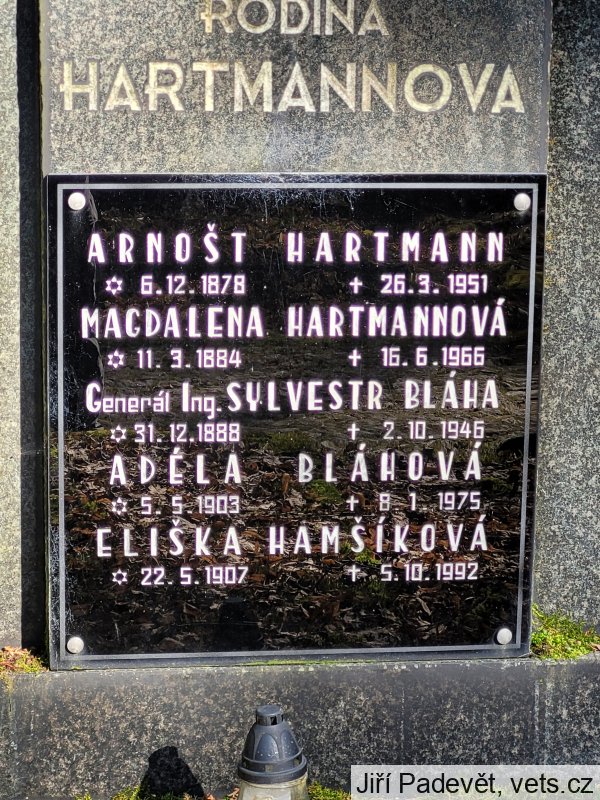 RODINA
HARTMANNOVA
ARNOŠT HARTMANN
✡ 6.12.1878 ✝ 26.3.1951
MAGDALENA HARTMANNOVÁ
✡ 11.3.1884 ✝ 16.6.1966
Generál Ing. SYLVESTR BLÁHA
✡ 31.12.1888 ✝ 2.10.1946
ADÉLA BLÁHOVÁ
✡ 5.5.1903 ✝ 8.1.1975
ELIŠKA HAMŠÍKOVÁ
✡ 22.5.1907 ✝ 5.10.1992
Jiří Padevět, vets.cz